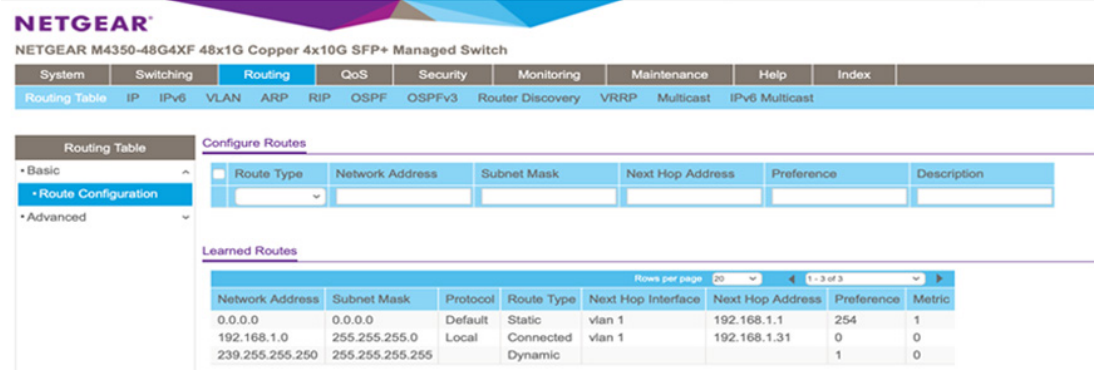 NETGEAR®
NETGEAR M4350-48G4XF 48x1G Copper 4x10G SFP+ Managed Switch
System Switching Routing QoS Security Monitoring Maintenance Help Index
Routing Table IP IPv6 VLAN ARP RIP OSPF OSPFv3 Router Discovery VRRP Multicast IPv6 Multicast
Routing Table
• Basic
• Route Configuration
• Advanced
Configure Routes
Route Type Network Address Subnet Mask Next Hop Address Preference Description
Learned Routes
Rows per page 20 1 - 3 of 3
Network Address Subnet Mask Protocol Route Type Next Hop Interface Next Hop Address Preference Metric
0.0.0.0 0.0.0.0 Default Static vlan 1 192.168.1.1 254 1
192.168.1.0 255.255.255.0 Local Connected vlan 1 192.168.1.31 0 0
239.255.255.250 255.255.255.255 Dynamic 1 0